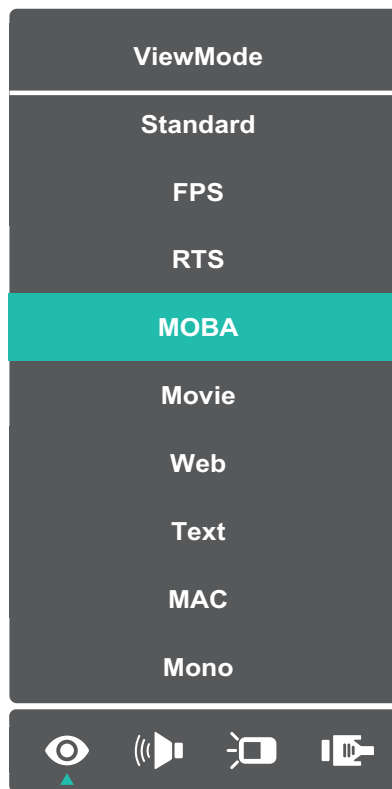 ViewMode
Standard
FPS
RTS
MOBA
Movie
Web
Text
MAC
Mono